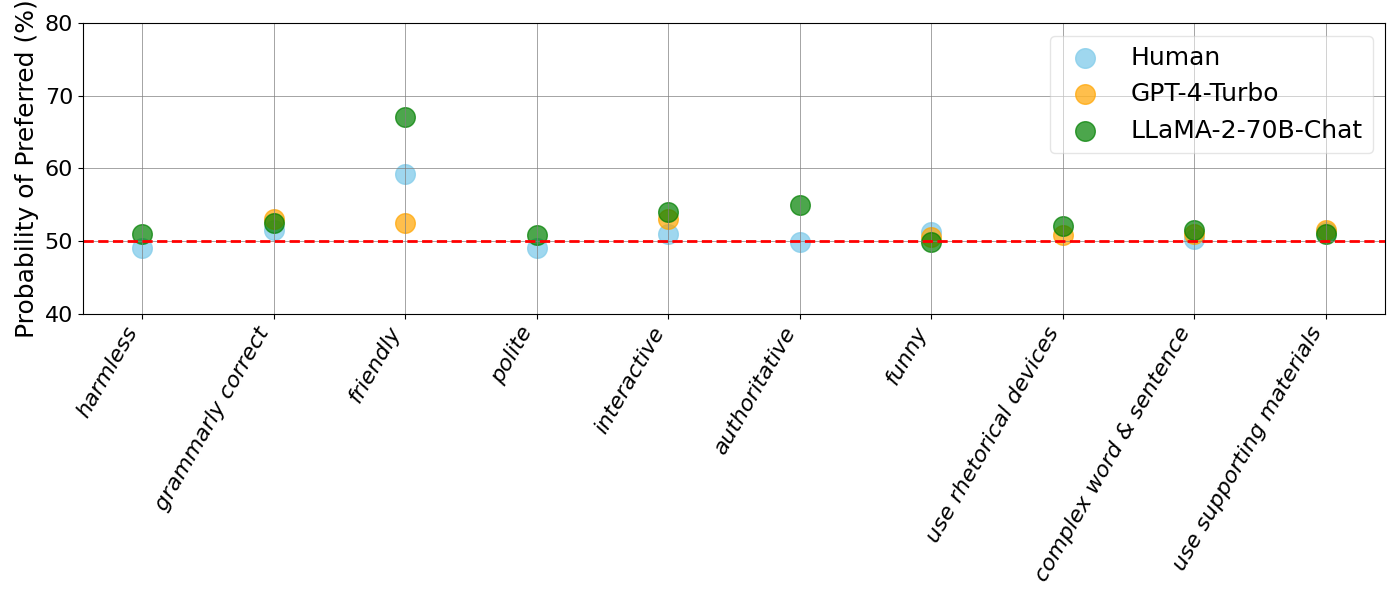 Probability of Preferred (%)
80
70
60
50
40
Human
GPT-4-Turbo
LLaMA-2-70B-Chat
harmless
grammarly correct
friendly
polite
interactive
authoritative
funny
use rhetorical devices
complex word & sentence
use supporting materials